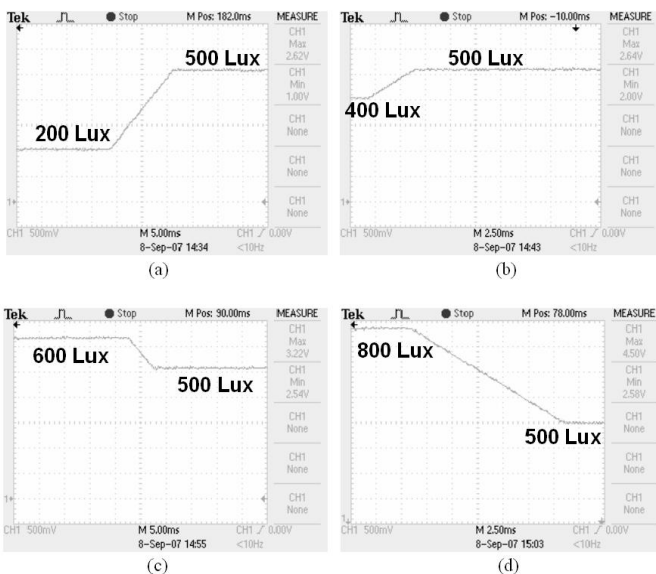 Tek Stop M Pos: 182.0ms MEASURE
CH1
Max
2.62V
CH1
Min
1.00V
CH1
None
CH1
None
CH1
None
500 Lux
200 Lux
1
CH1 500mV M 5.00ms CH1 0.00V
8-Sep-07 14:34 <10Hz
(a)
Tek Stop M Pos: -10.00ms MEASURE
CH1
Max
2.64V
CH1
Min
2.00V
CH1
None
CH1
None
CH1
None
500 Lux
400 Lux
1
CH1 500mV M 2.50ms CH1 0.00V
8-Sep-07 14:43 <10Hz
(b)
Tek Stop M Pos: 90.00ms MEASURE
CH1
Max
3.22V
CH1
Min
2.54V
CH1
None
CH1
None
CH1
None
600 Lux
500 Lux
1
CH1 500mV M 5.00ms CH1 0.00V
8-Sep-07 14:55 <10Hz
(c)
Tek Stop M Pos: 78.00ms MEASURE
CH1
Max
4.50V
CH1
Min
2.58V
CH1
None
CH1
None
CH1
None
800 Lux
500 Lux
1
CH1 500mV M 2.50ms CH1 0.00V
8-Sep-07 15:03 <10Hz
(d)